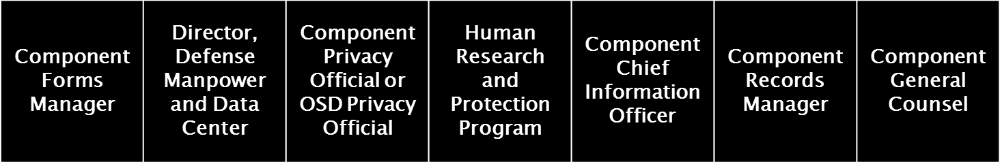 Component
Forms
Manager
Director,
Defense
Manpower
and Data
Center
Component
Privacy
Official or
OSD Privacy
Official
Human
Research
and
Protection
Program
Component
Chief
Information
Officer
Component
Records
Manager
Component
General
Counsel